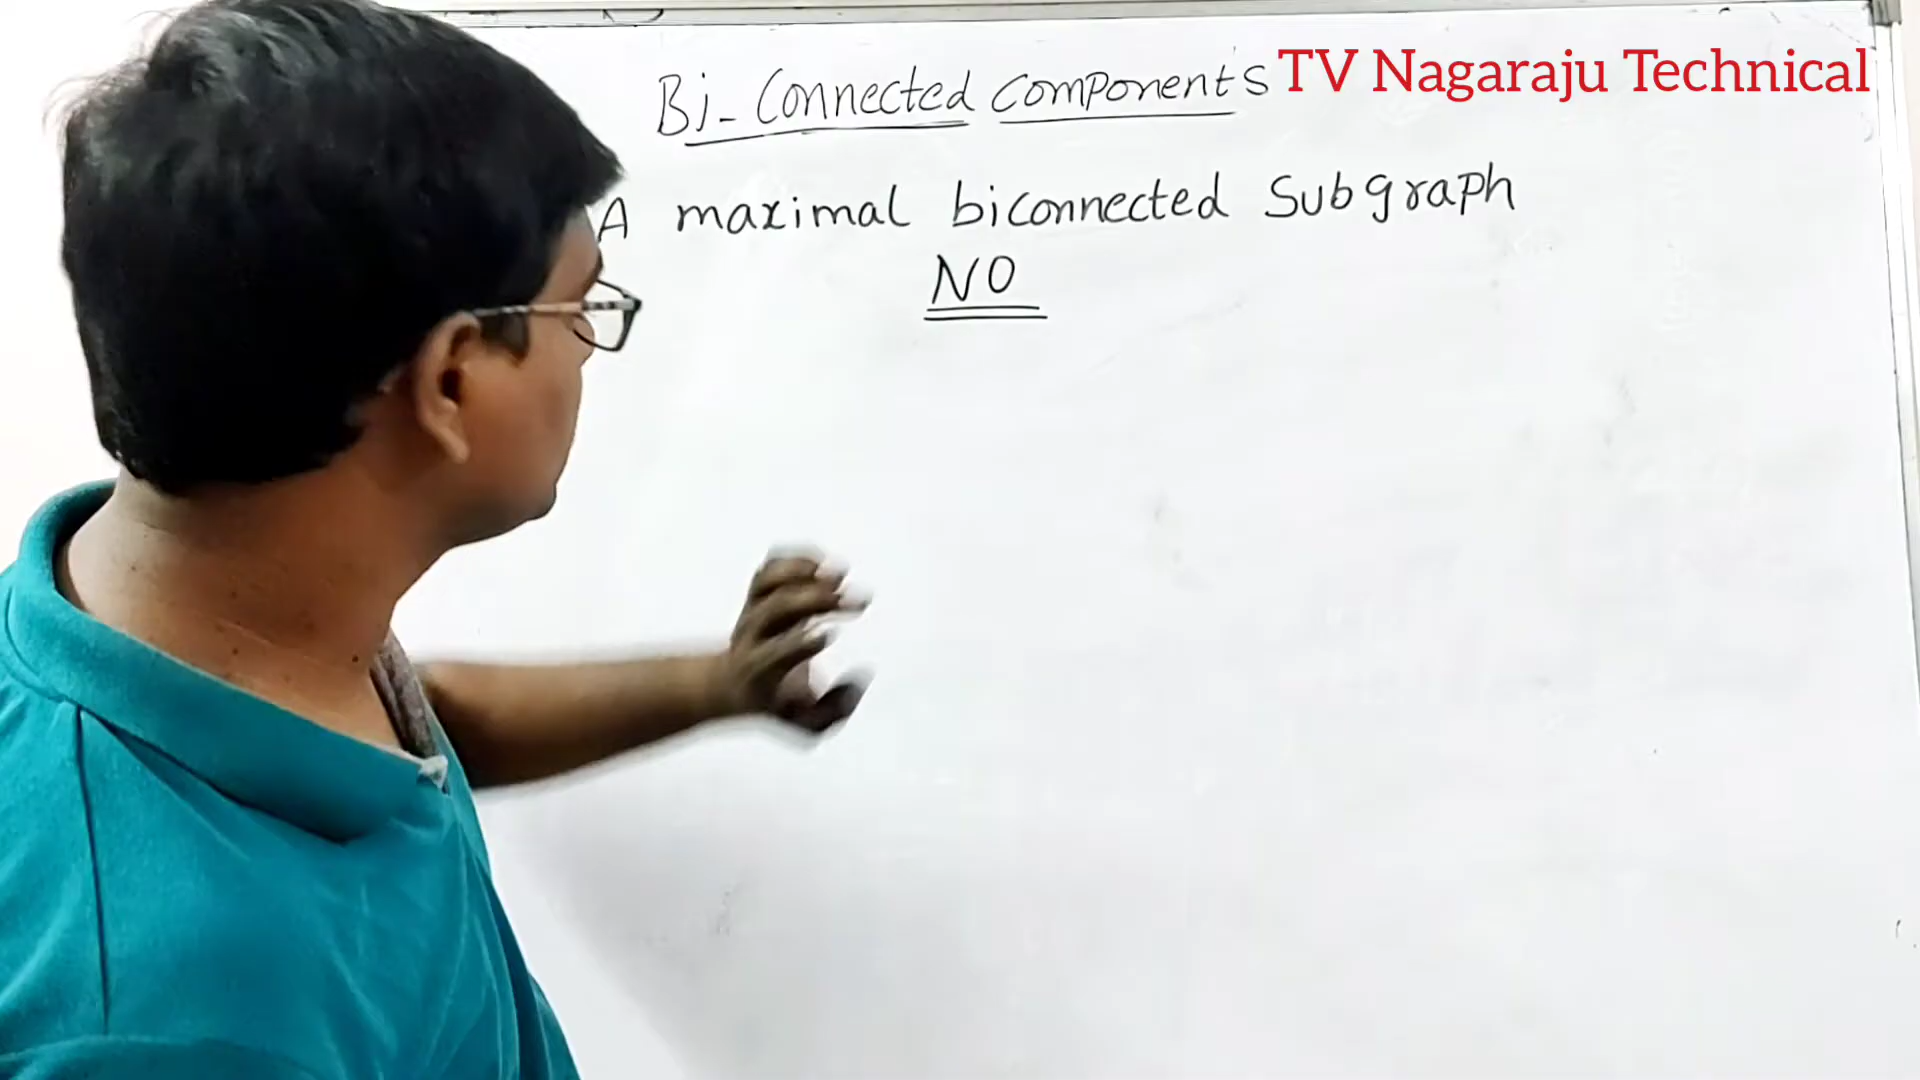 Bi-Connected components TV Nagaraju Technical
A maximal biconnected Subgraph
NO